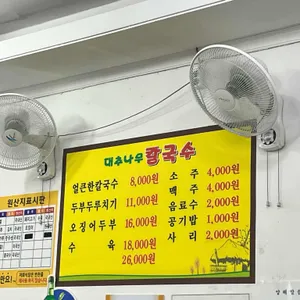 대추나무 칼국수
얼큰한칼국수 8,000원
두부두루치기 11,000원
오징어두부 16,000원
수육 18,000원
26,000원
소주 4,000원
맥주 4,000원
음료수 2,000원
공기밥 1,000원
사리 2,000원
원산지표시판